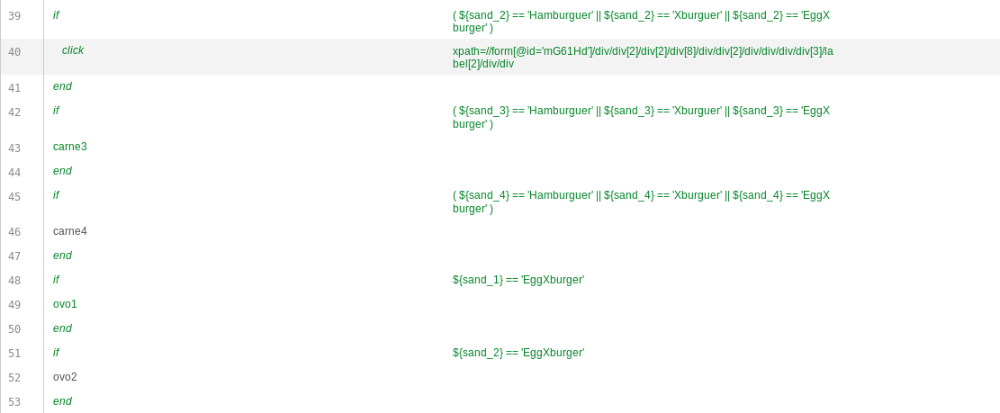 39 if ( ${sand_2} == 'Hamburguer' || ${sand_2} == 'Xburguer' || ${sand_2} == 'EggX
burger' )
40 click xpath=//form[@id='mG61Hd']/div/div[2]/div[2]/div[8]/div/div[2]/div/div/div/div[3]/la
bel[2]/div/div
41 end
42 if ( ${sand_3} == 'Hamburguer' || ${sand_3} == 'Xburguer' || ${sand_3} == 'EggX
burger' )
43 carne3
44 end
45 if ( ${sand_4} == 'Hamburguer' || ${sand_4} == 'Xburguer' || ${sand_4} == 'EggX
burger' )
46 carne4
47 end
48 if ${sand_1} == 'EggXburger'
49 ovo1
50 end
51 if ${sand_2} == 'EggXburger'
52 ovo2
53 end